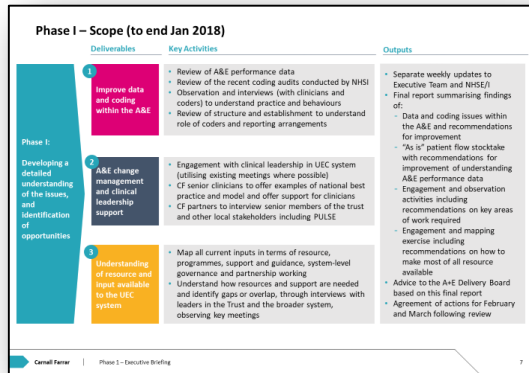 Phase I – Scope (to end Jan 2018)
Deliverables
Key Activities
Outputs
Phase I:
Developing a
detailed
understanding
of the issues,
and
identification
of
opportunities
1
Improve data
and coding
within the A&E
• Review of A&E performance data
• Review of the recent coding audits conducted by NHSI
• Observation and interviews (with clinicians and
coders) to understand practice and behaviours
• Review of structure and establishment to understand
role of coders and reporting arrangements
2
A&E change
management
and clinical
leadership
support
• Engagement with clinical leadership in UEC system
(utilising existing meetings where possible)
• CF senior clinicians to offer examples of national best
practice and model and offer support for clinicians
• CF partners to interview senior members of the trust
and other local stakeholders including PULSE
3
Understanding
of resource and
input available
to the UEC
system
• Map all current inputs in terms of resource,
programmes, support and guidance, system-level
governance and partnership working
• Understand how resources and support are needed
and identify gaps or overlap, through interviews with
leaders in the Trust and the broader system,
observing key meetings
• Separate weekly updates to
Executive Team and NHSE/I
• Final report summarising findings
of:
- Data and coding issues within
the A&E and recommendations
for improvement
- "As is" patient flow stocktake
with recommendations for
improvement of understanding
A&E performance data
- Engagement and observation
activities including
recommendations on key areas
of work required
- Engagement and mapping
exercise including
recommendations on how to
make most of all resource
available
• Advice to the A+E Delivery Board
based on this final report
• Agreement of actions for February
and March following review
Carnall Farrar | Phase 1 – Executive Briefing
7